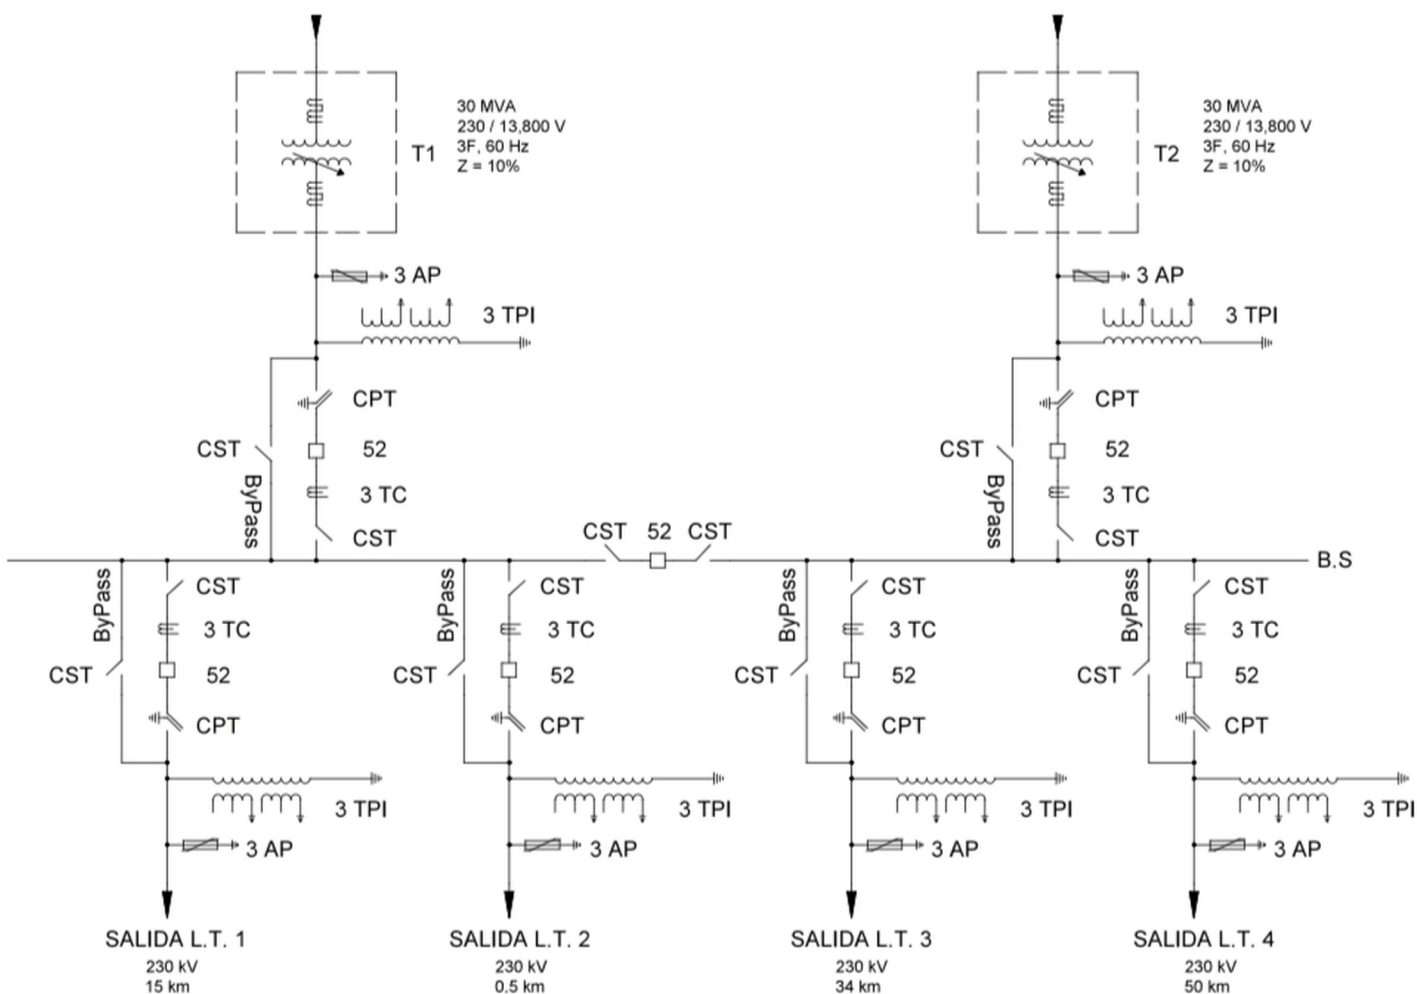 T1
30 MVA
230 / 13,800 V
3F, 60 Hz
Z = 10%
T2
30 MVA
230 / 13,800 V
3F, 60 Hz
Z = 10%
3 AP
3 AP
3 TPI
3 TPI
CPT
CPT
CST
52
CST
52
ByPass
3 TC
ByPass
3 TC
CST
CST
52
CST
CST
B.S
ByPass
CST
ByPass
CST
ByPass
CST
ByPass
CST
3 TC
3 TC
3 TC
3 TC
CST
52
CST
52
CST
52
CST
52
CPT
CPT
CPT
CPT
3 TPI
3 TPI
3 TPI
3 TPI
3 AP
3 AP
3 AP
3 AP
SALIDA L.T. 1
230 kV
15 km
SALIDA L.T. 2
230 kV
0.5 km
SALIDA L.T. 3
230 kV
34 km
SALIDA L.T. 4
230 kV
50 km